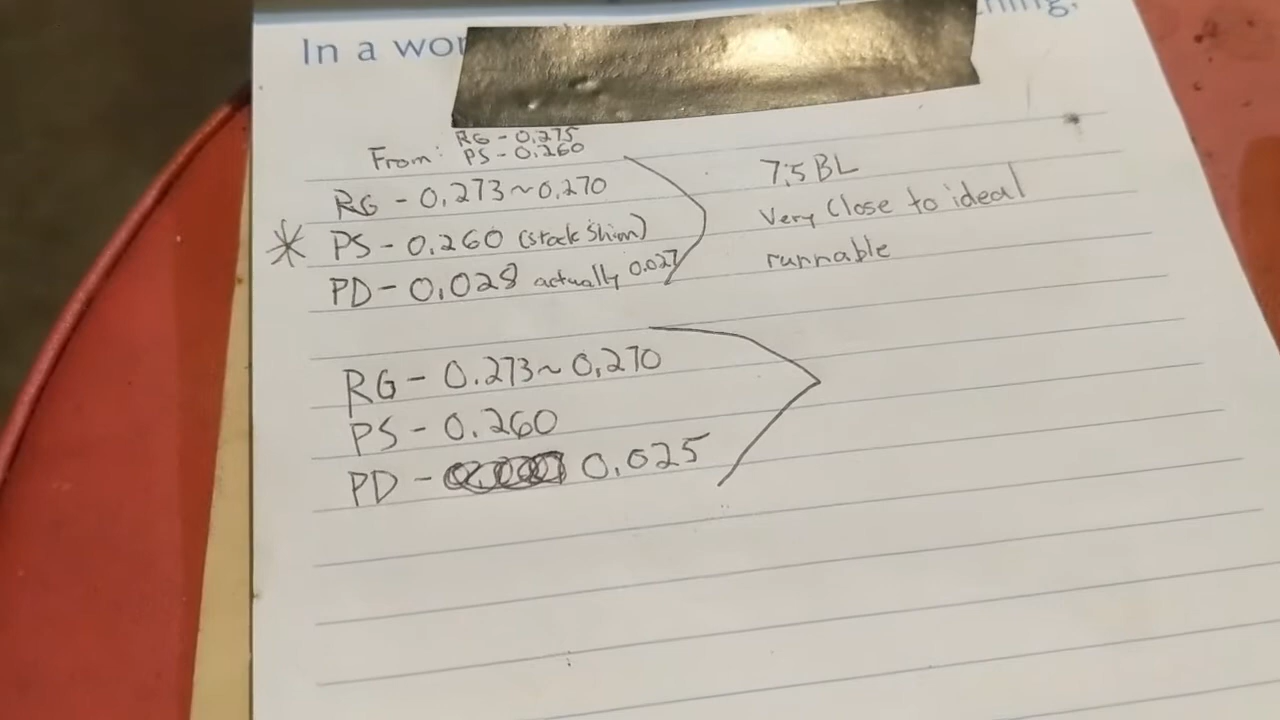 In a wor
From: RG - 0.275
PS - 0.260
RG - 0.273 ~ 0.270
* PS - 0.260 (stock shim)
PD - 0.028 actually 0.027
7.5 BL
Very Close to ideal
runnable
RG - 0.273 ~ 0.270
PS - 0.260
PD - 0.025